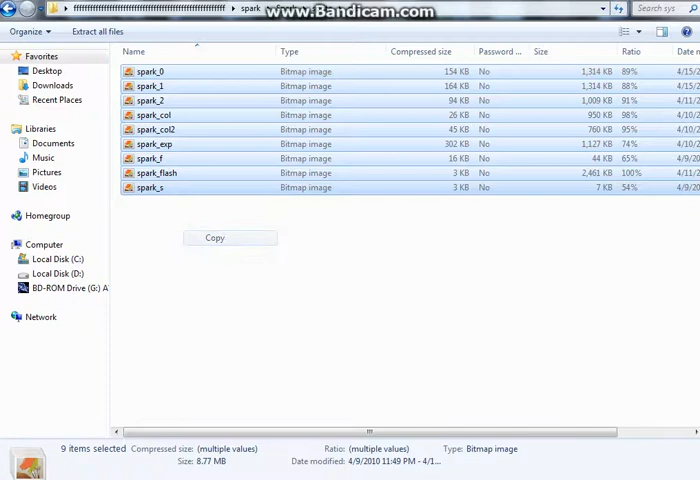 www.Bandicam.com
ffffffffffffffffffffffffffffffffffffffffffff ▸ spark
Search sys
Organize Extract all files
Name Type Compressed size Password ... Size Ratio Date m
spark_0 Bitmap image 154 KB No 1,314 KB 89% 4/15/2
spark_1 Bitmap image 164 KB No 1,314 KB 88% 4/15/2
spark_2 Bitmap image 94 KB No 1,009 KB 91% 4/11/2
spark_col Bitmap image 26 KB No 950 KB 98% 4/10/2
spark_col2 Bitmap image 45 KB No 760 KB 95% 4/10/2
spark_exp Bitmap image 302 KB No 1,127 KB 74% 4/10/2
spark_f Bitmap image 16 KB No 44 KB 65% 4/9/20
spark_flash Bitmap image 3 KB No 2,461 KB 100% 4/11/2
spark_s Bitmap image 3 KB No 7 KB 54% 4/9/20
Favorites
Desktop
Downloads
Recent Places
Libraries
Documents
Music
Pictures
Videos
Homegroup
Computer
Local Disk (C:)
Local Disk (D:)
BD-ROM Drive (G:) A
Network
Copy
9 items selected Compressed size: (multiple values) Ratio: (multiple values) Type: Bitmap image
Size: 8.77 MB Date modified: 4/9/2010 11:49 PM - 4/1...